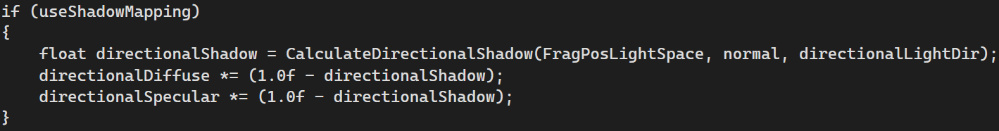 if (useShadowMapping)
{
    float directionalShadow = CalculateDirectionalShadow(FragPosLightSpace, normal, directionalLightDir);
    directionalDiffuse *= (1.0f - directionalShadow);
    directionalSpecular *= (1.0f - directionalShadow);
}